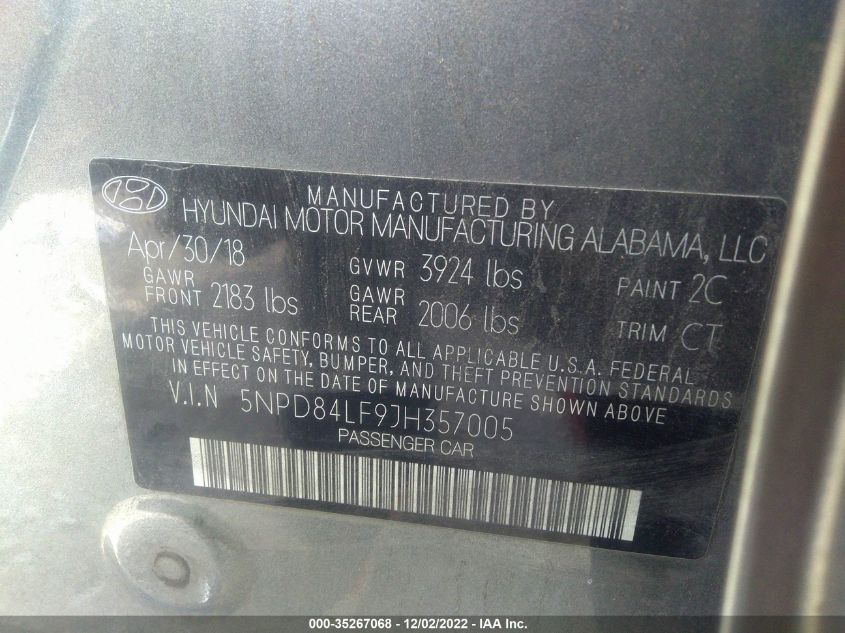 MANUFACTURED BY
HYUNDAI MOTOR MANUFACTURING ALABAMA, LLC
Apr/30/18 GVWR 3924 lbs PAINT 2C
GAWR FRONT 2183 lbs GAWR REAR 2006 lbs TRIM CT
THIS VEHICLE CONFORMS TO ALL APPLICABLE U.S.A. FEDERAL
MOTOR VEHICLE SAFETY, BUMPER, AND THEFT PREVENTION STANDARDS
IN EFFECT ON THE DATE OF MANUFACTURE SHOWN ABOVE
V.I.N 5NPD84LF9JH357005
PASSENGER CAR
000-35267068 - 12/02/2022 - IAA Inc.